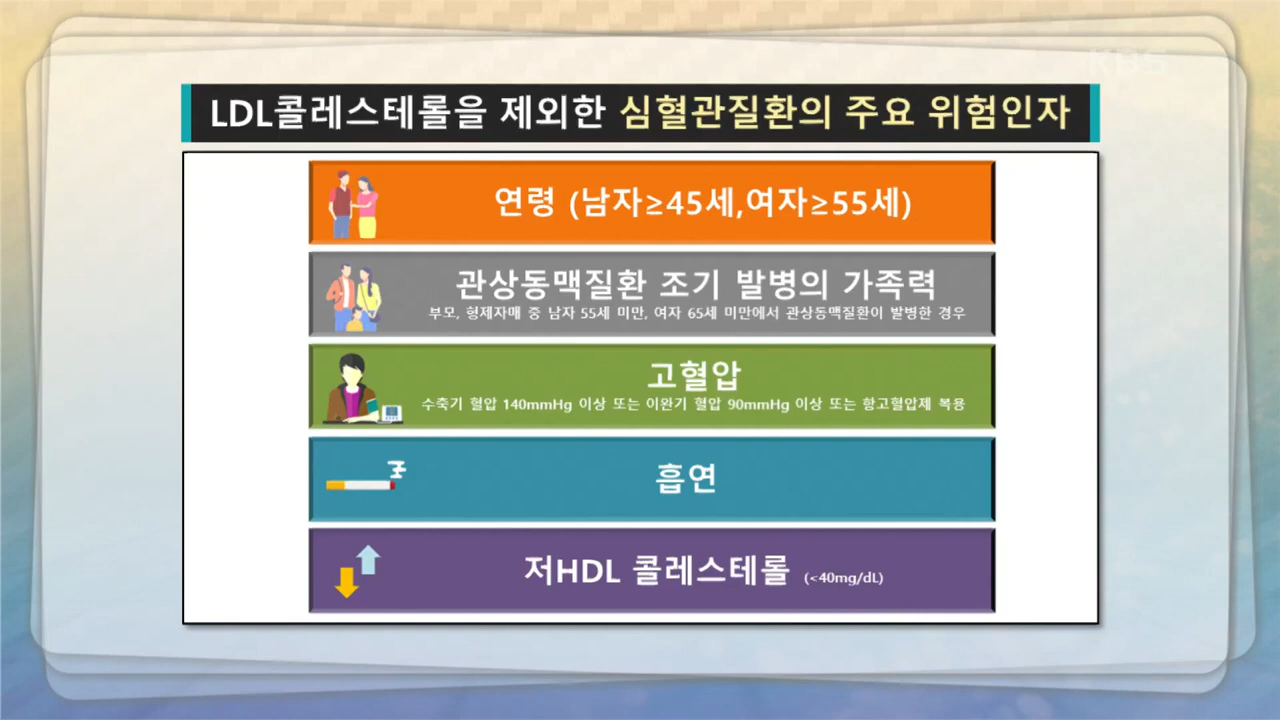 KBS
LDL콜레스테롤을 제외한 심혈관질환의 주요 위험인자
연령 (남자≥45세,여자≥55세)
관상동맥질환 조기 발병의 가족력
부모, 형제자매 중 남자 55세 미만, 여자 65세 미만에서 관상동맥질환이 발병한 경우
고혈압
수축기 혈압 140mmHg 이상 또는 이완기 혈압 90mmHg 이상 또는 항고혈압제 복용
흡연
저HDL 콜레스테롤 (<40mg/dL)